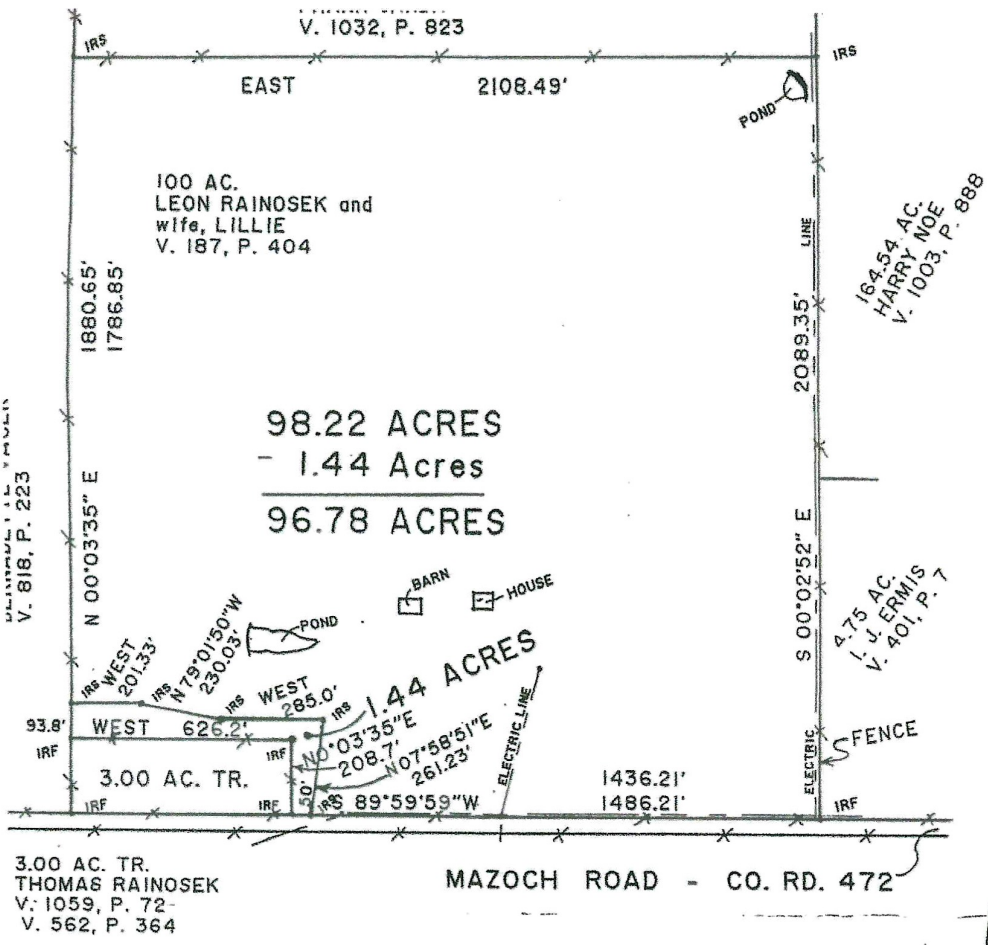 V. 1032, P. 823
IRS
IRS
EAST 2108.49'
POND
100 AC.
LEON RAINOSEK and
wife, LILLIE
V. 187, P. 404
LINE
164.54 AC.
HARRY NOE
V. 1003, P. 888
1880.65'
1786.85'
2089.35'
98.22 ACRES
- 1.44 Acres
96.78 ACRES
V. 818, P. 223
N 00°03'35" E
S 00°02'52" E
4.75 AC.
I. J. ERMIS
V. 401, P. 7
BARN
HOUSE
POND
IRS
WEST
201.33'
IRS
N 79°01'50"W
230.03'
IRS
WEST
285.0'
IRS
1.44 ACRES
93.8'
WEST 626.2'
IRF
IRF
N0°03'35"E
208.7'
N07°58'51"E
261.23'
ELECTRIC LINE
ELECTRIC
FENCE
3.00 AC. TR.
50'
1436.21'
1486.21'
IRF
IRF
IRS
S 89°59'59"W
IRF
3.00 AC. TR.
THOMAS RAINOSEK
V. 1059, P. 72
V. 562, P. 364
MAZOCH ROAD - CO. RD. 472